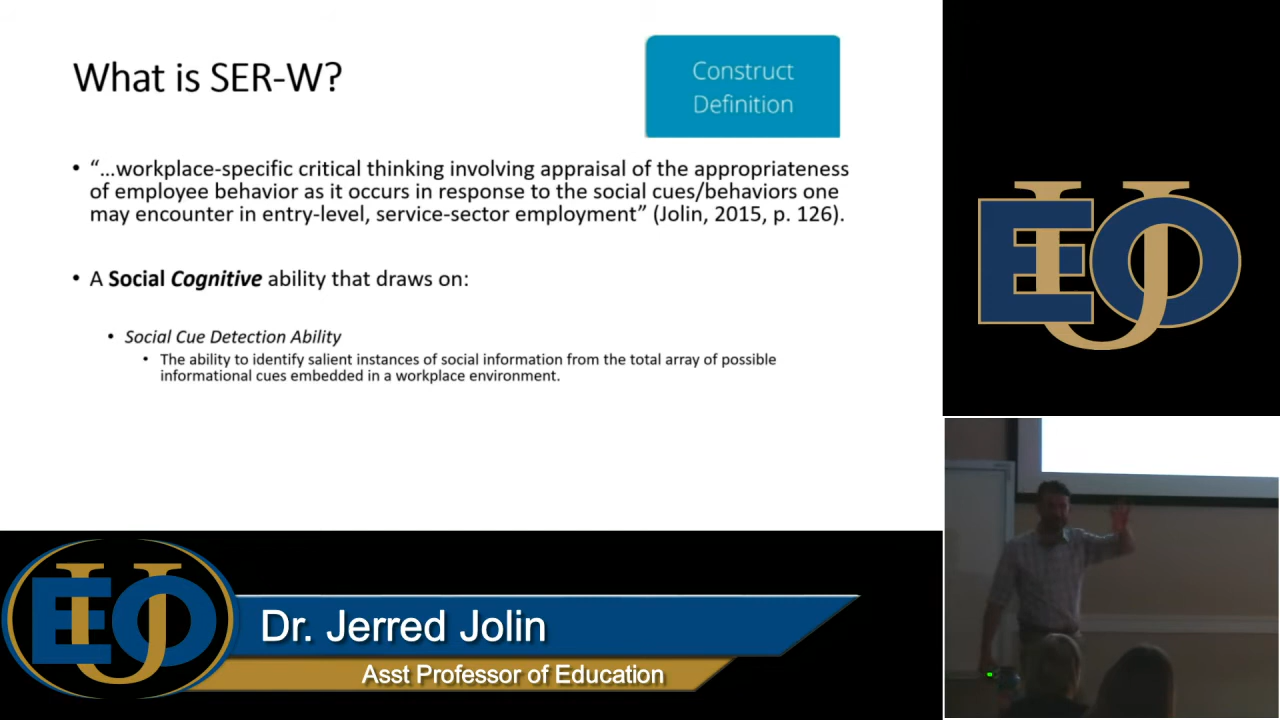 What is SER-W?
Construct
Definition
• “…workplace-specific critical thinking involving appraisal of the appropriateness
of employee behavior as it occurs in response to the social cues/behaviors one
may encounter in entry-level, service-sector employment” (Jolin, 2015, p. 126).
• A Social Cognitive ability that draws on:
• Social Cue Detection Ability
• The ability to identify salient instances of social information from the total array of possible
informational cues embedded in a workplace environment.
EOU
EOU
Dr. Jerred Jolin
Asst Professor of Education